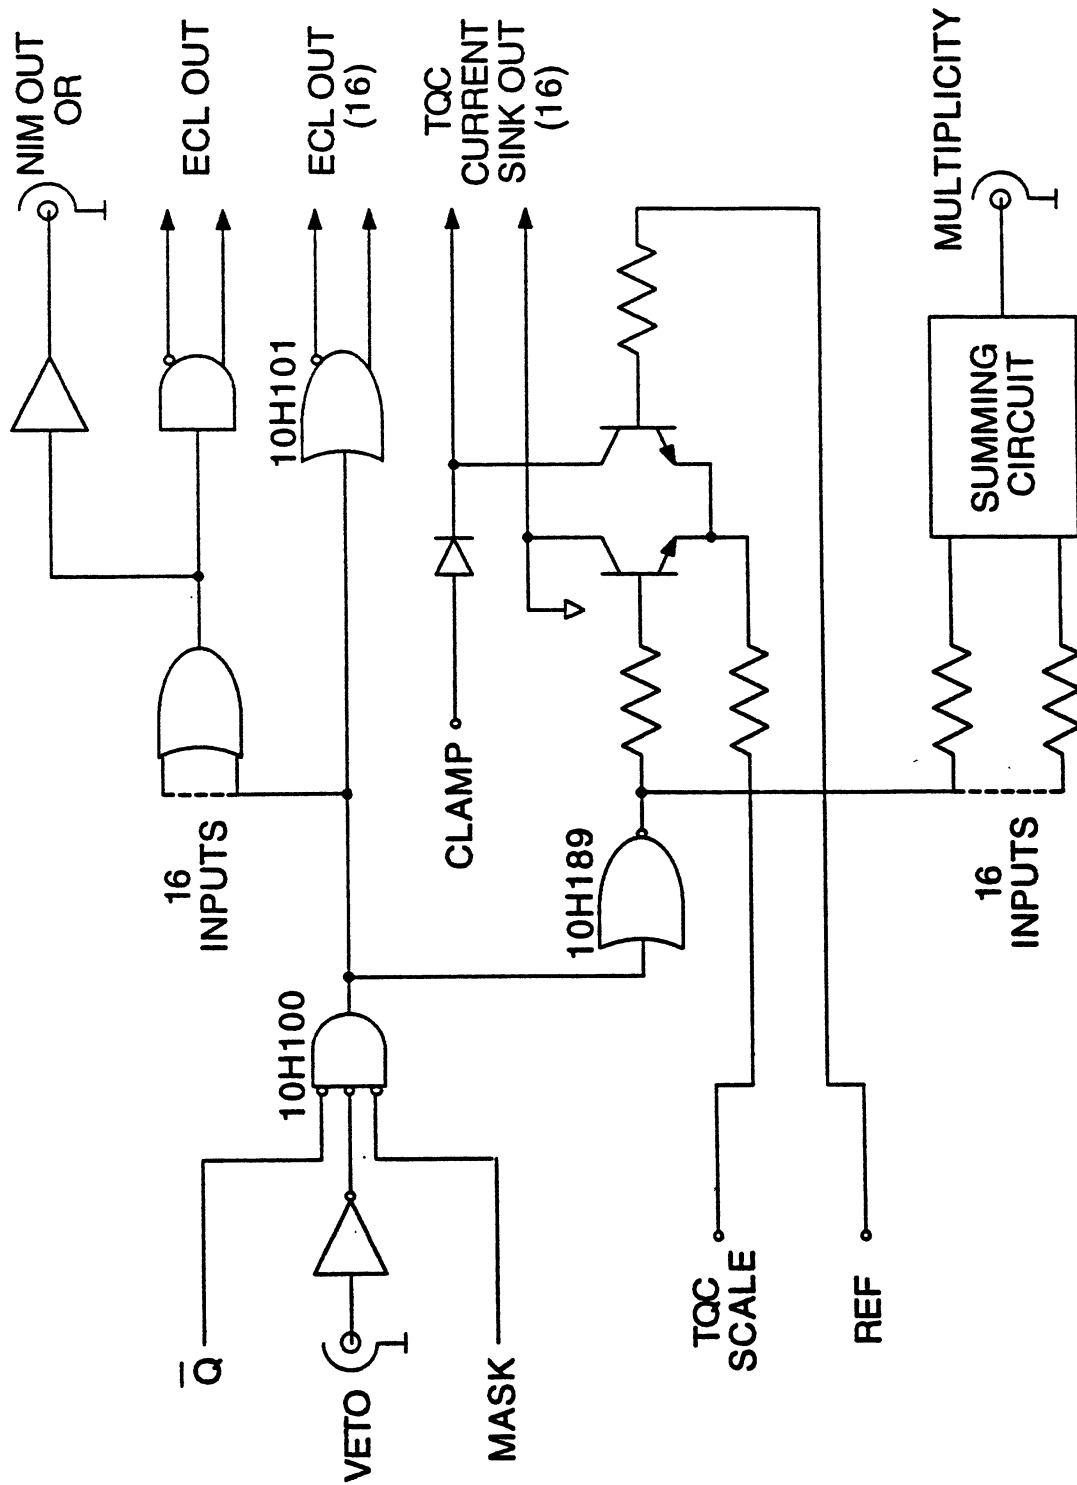 NIM OUT
OR
ECL OUT
ECL OUT
(16)
TQC
CURRENT
SINK OUT
(16)
MULTIPLICITY
10H101
SUMMING
CIRCUIT
16
INPUTS
CLAMP
10H189
16
INPUTS
10H100
Q̅
VETO
MASK
TQC
SCALE
REF